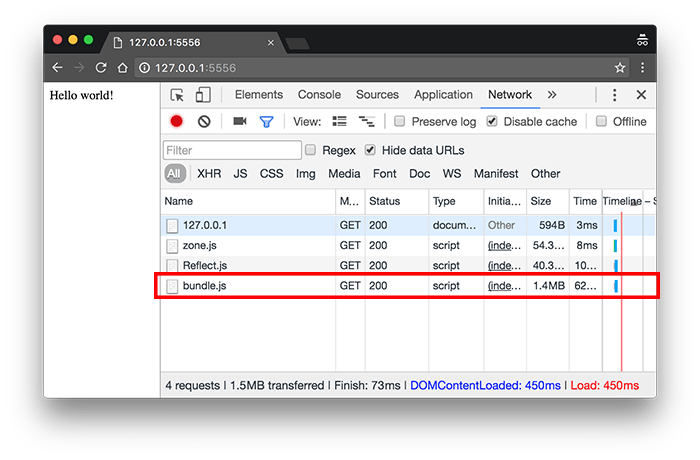 127.0.0.1:5556
127.0.0.1:5556
Hello world!
Elements Console Sources Application Network »
View: Preserve log Disable cache Offline
Filter Regex Hide data URLs
All XHR JS CSS Img Media Font Doc WS Manifest Other
Name M... Status Type Initia... Size Time Timeline – S
127.0.0.1 GET 200 docum... Other 594B 3ms
zone.js GET 200 script (inde... 54.3... 8ms
Reflect.js GET 200 script (inde... 40.3... 10...
bundle.js GET 200 script (inde... 1.4MB 62...
4 requests | 1.5MB transferred | Finish: 73ms | DOMContentLoaded: 450ms | Load: 450ms